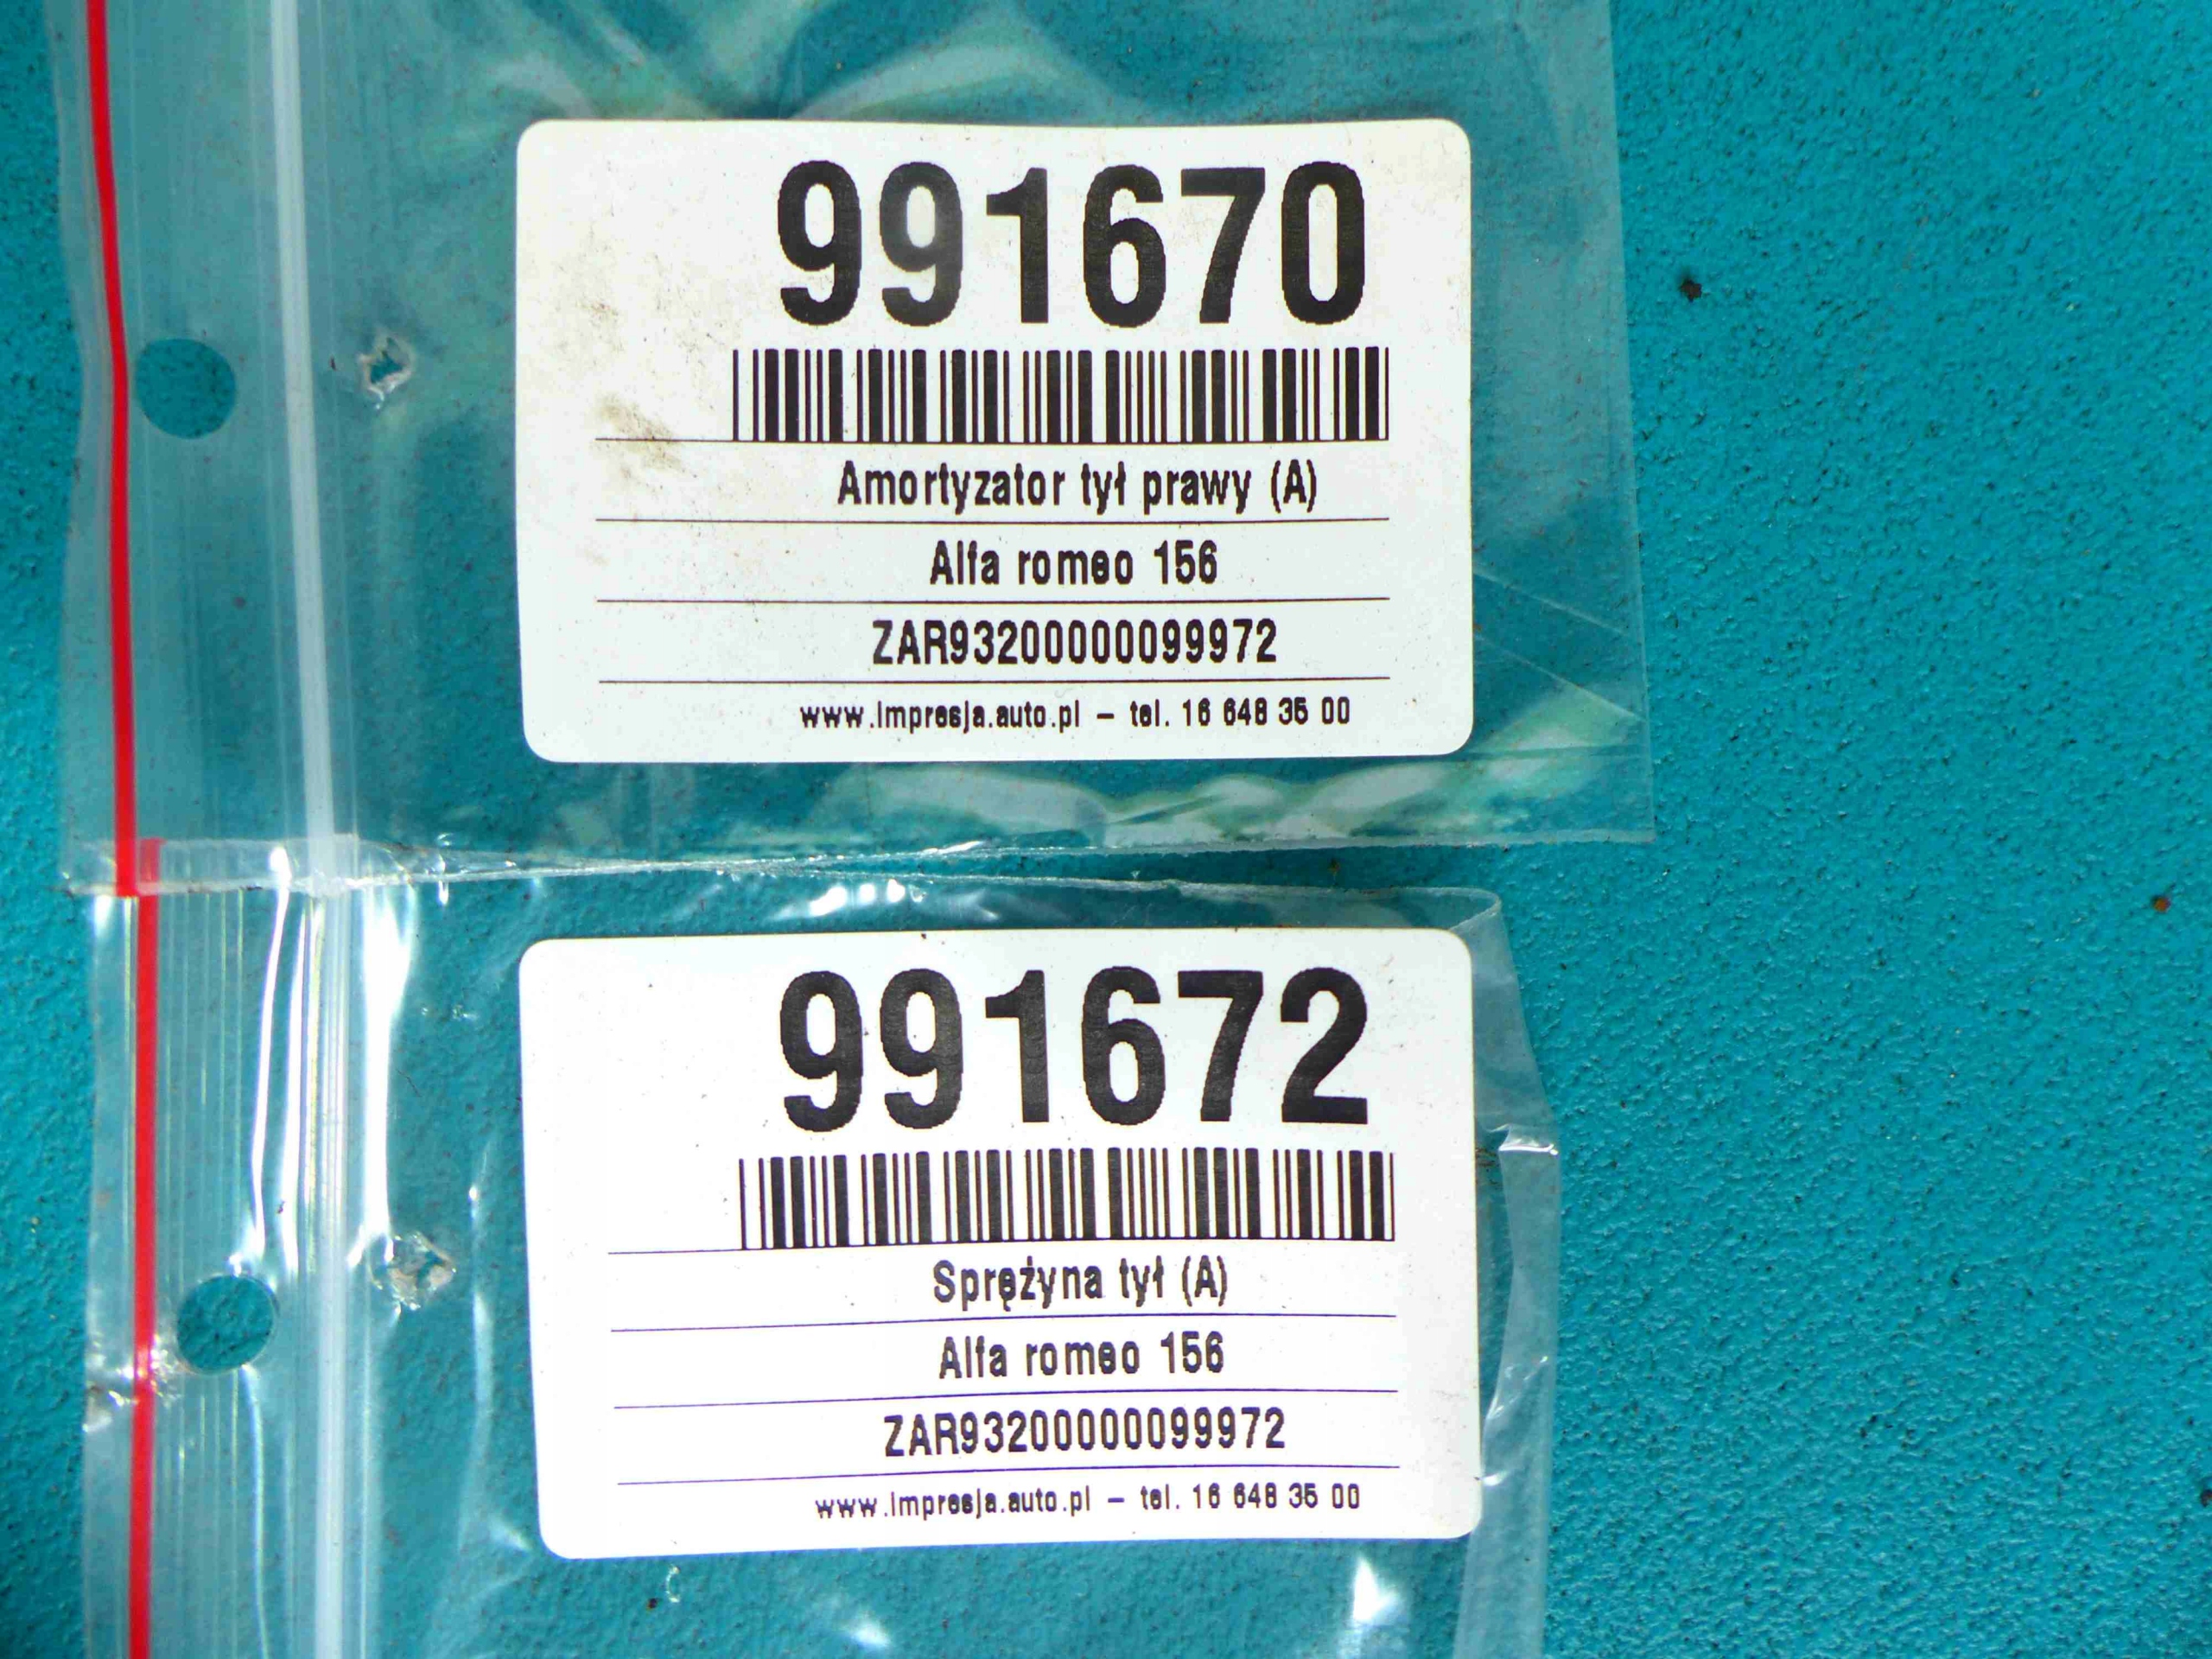 991670
Amortyzator tył prawy (A)
Alfa romeo 156
ZAR93200000099972
www.impresja.auto.pl – tel. 16 648 35 00
991672
Sprężyna tył (A)
Alfa romeo 156
ZAR93200000099972
www.impresja.auto.pl – tel. 16 648 35 00